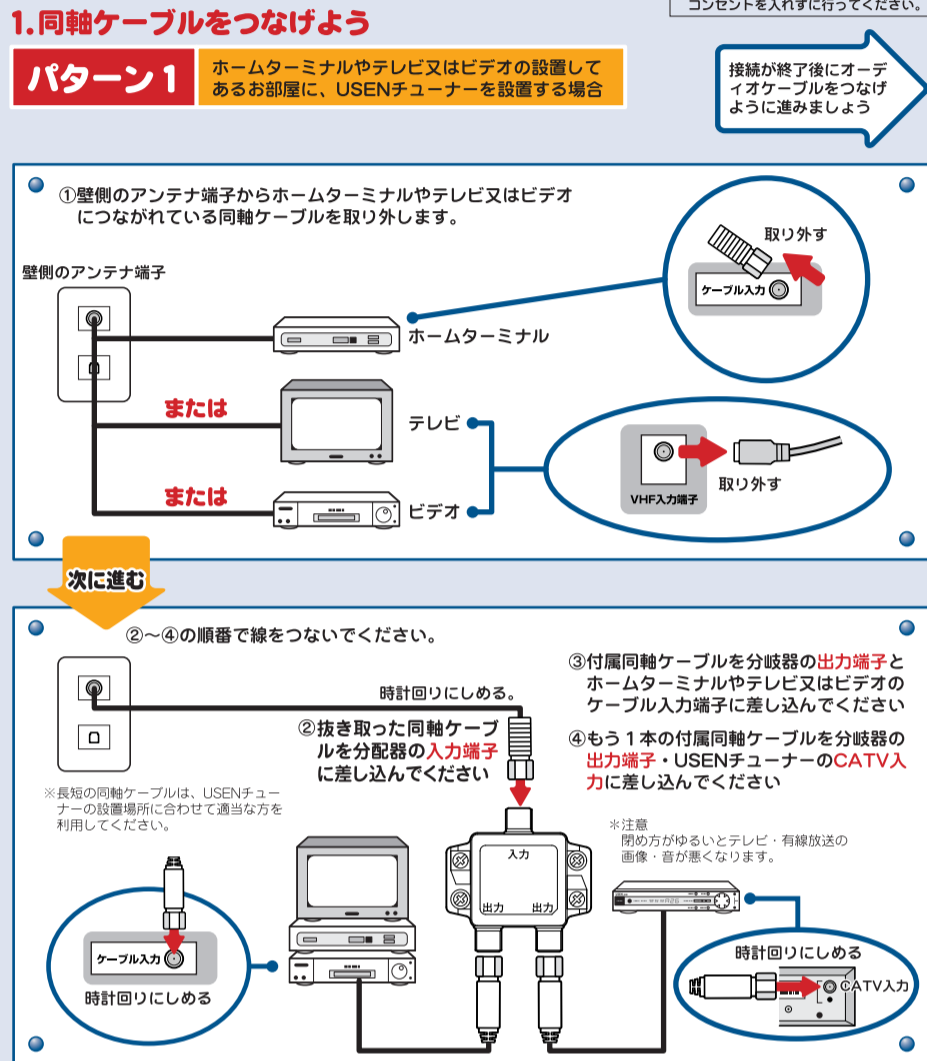 コンセントを入れずに行ってください。
1.同軸ケーブルをつなげよう
パターン1
ホームターミナルやテレビ又はビデオの設置して
あるお部屋に、USENチューナーを設置する場合
接続が終了後にオーデ
ィオケーブルをつなげ
ように進みましょう
①壁側のアンテナ端子からホームターミナルやテレビ又はビデオ
につながれている同軸ケーブルを取り外します。
壁側のアンテナ端子
取り外す
ケーブル入力
ホームターミナル
または
テレビ
または
ビデオ
VHF入力端子
取り外す
次に進む
②～④の順番で線をつないでください。
時計回りにしめる。
②抜き取った同軸ケーブ
ルを分配器の入力端子
に差し込んでください
③付属同軸ケーブルを分岐器の出力端子と
ホームターミナルやテレビ又はビデオの
ケーブル入力端子に差し込んでください
④もう1本の付属同軸ケーブルを分岐器の
出力端子・USENチューナーのCATV入
力に差し込んでください
※長短の同軸ケーブルは、USENチュー
ナーの設置場所に合わせて適当な方を
利用してください。
※注意
閉め方がゆるいとテレビ・有線放送の
画像・音が悪くなります。
入力
出力
出力
ケーブル入力
時計回りにしめる
時計回りにしめる
CATV入力